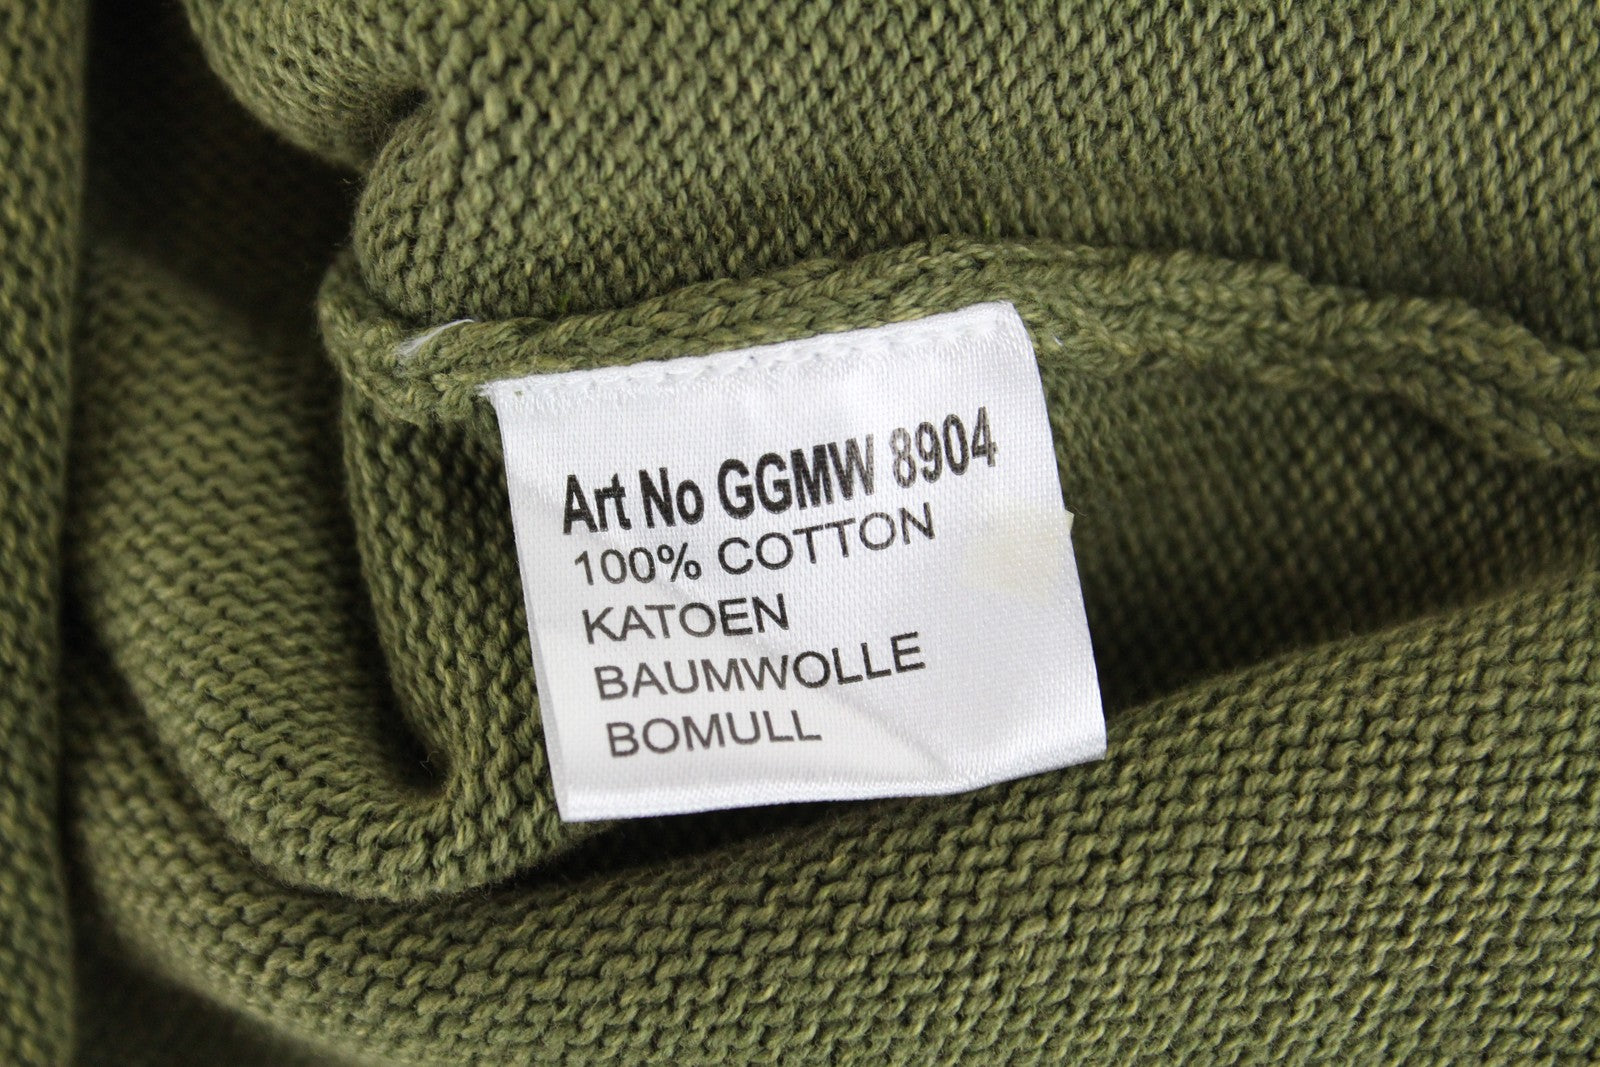 Art No GGMW 8904
100% COTTON
KATOEN
BAUMWOLLE
BOMULL